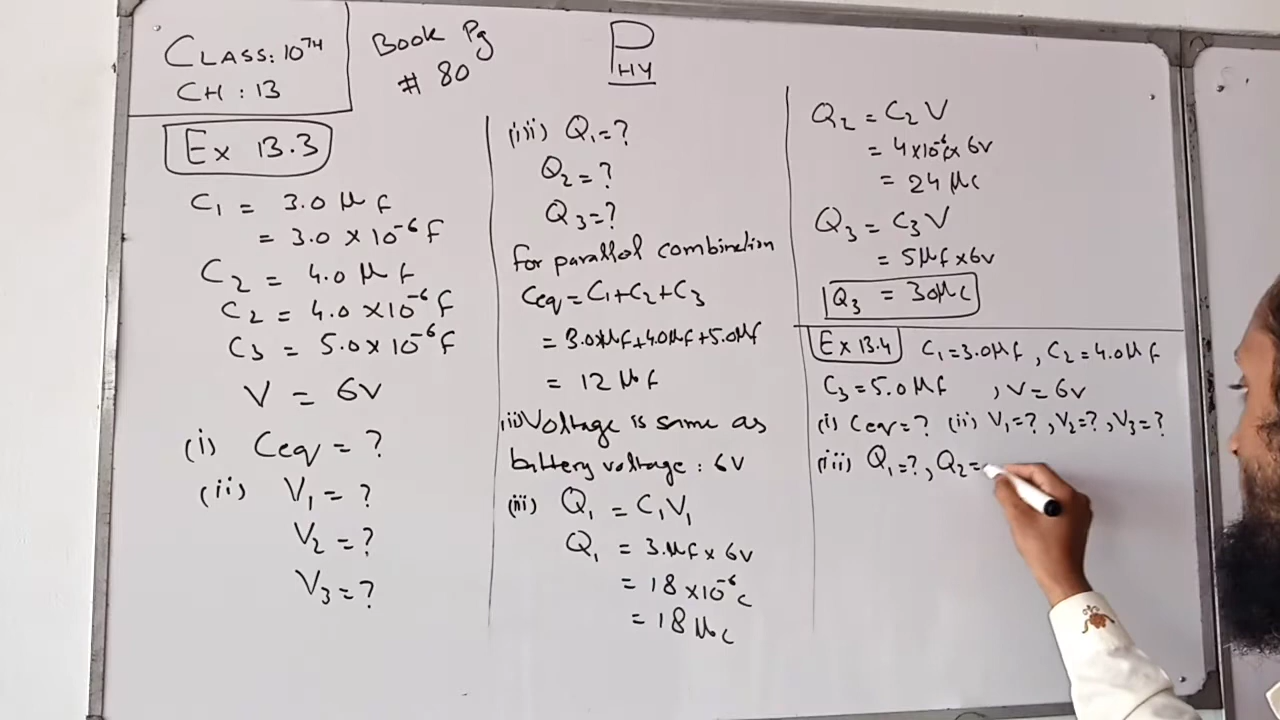 CLASS: 10TH
CH : 13
Book Pg
# 80
PHY
Ex 13.3
C1 = 3.0 μf
= 3.0 × 10⁻⁶ f
C2 = 4.0 μf
C2 = 4.0 ×10⁻⁶ f
C3 = 5.0×10⁻⁶ f
V = 6v
(i) Ceq = ?
(ii) V1 = ?
V2 = ?
V3 = ?
(iii) Q1 = ?
Q2 = ?
Q3 = ?
for parallel combination
Ceq = C1+C2+C3
= 3.0μf+4.0μf+5.0μf
= 12 μf
(ii) Voltage is same as
battery voltage : 6V
(iii) Q1 = C1V1
Q1 = 3.μf × 6v
= 18 ×10⁻⁶ c
= 18 μc
Q2 = C2 V
= 4×10⁻⁶× 6v
= 24 μc
Q3 = C3 V
= 5μf×6v
Q3 = 30μc
Ex 13.4 C1=3.0μf , C2=4.0μf
C3=5.0μf , V= 6v
(i) Ceq=? (ii) V1=? , V2=? , V3=?
(iii) Q1=? , Q2=